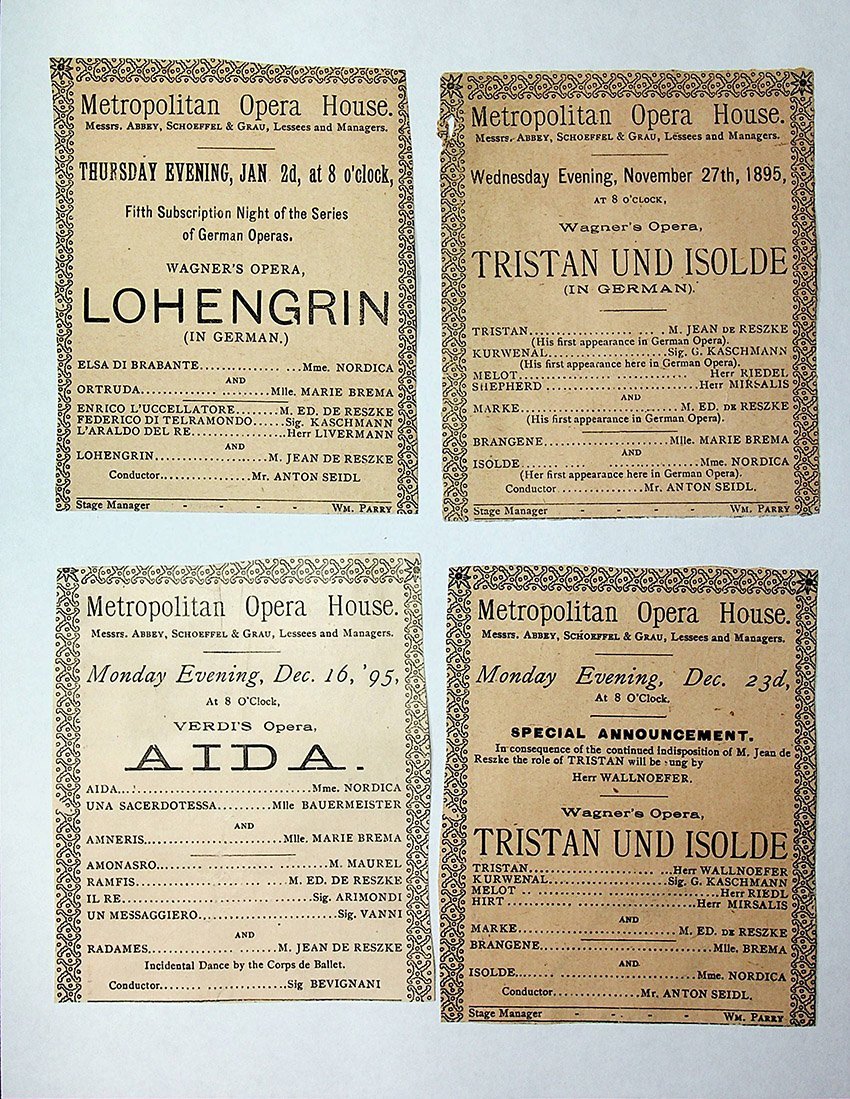 Metropolitan Opera House.
Messrs. ABBEY, SCHOEFFEL & GRAU, Lessees and Managers.
THURSDAY EVENING, JAN. 2d, at 8 o'clock,
Fifth Subscription Night of the Series
of German Operas.
WAGNER'S OPERA,
LOHENGRIN
(IN GERMAN.)
ELSA DI BRABANTE.............. ...Mme. NORDICA
AND
ORTRUDA.......................Mlle. MARIE BREMA
ENRICO L'UCCELLATORE......M. ED. DE RESZKE
FEDERICO DI TELRAMONDO.....Sig. KASCHMANN
L'ARALDO DEL RE..............Herr LIVERMANN
AND
LOHENGRIN.................M. JEAN DE RESZKE
Conductor..................Mr. ANTON SEIDL
Stage Manager - - - - WM. PARRY
Metropolitan Opera House.
Messrs. ABBEY, SCHOEFFEL & GRAU, Lessees and Managers.
Wednesday Evening, November 27th, 1895,
AT 8 O'CLOCK,
Wagner's Opera,
TRISTAN UND ISOLDE
(IN GERMAN).
TRISTAN.................. ... .. M. JEAN DE RESZKE
(His first appearance in German Opera).
KURWENAL....................Sig. G. KASCHMANN
(His first appearance here in German Opera).
MELOT .......................... Herr RIEDEL
SHEPHERD .......................Herr MIRSALIS
AND
MARKE.......................M. ED. DE RESZKE
(His first appearance in German Opera).
BRANGENE...................Mlle. MARIE BREMA
AND
ISOLDE..........................Mme. NORDICA
(Her first appearance here in German Opera).
Conductor...............Mr. ANTON SEIDL.
Stage Manager - - - - WM. PARRY
Metropolitan Opera House.
Messrs. ABBEY, SCHOEFFEL & GRAU, Lessees and Managers.
Monday Evening, Dec. 16, '95,
At 8 O'Clock,
VERDI'S Opera,
AIDA.
AIDA..............................Mme. NORDICA
UNA SACERDOTESSA..........Mlle BAUERMEISTER
AND
AMNERIS.....................Mlle. MARIE BREMA
AMONASRO..........................M. MAUREL
RAMFIS......................M. ED. DE RESZKE
IL RE..............................Sig. ARIMONDI
UN MESSAGGIERO.......................Sig. VANNI
AND
RADAMES.....................M. JEAN DE RESZKE
Incidental Dance by the Corps de Ballet.
Conductor.......................Sig BEVIGNANI
Metropolitan Opera House.
Messrs. ABBEY, SCHOEFFEL & GRAU, Lessees and Managers.
Monday Evening, Dec. 23d,
At 8 O'Clock,
SPECIAL ANNOUNCEMENT.
In consequence of the continued Indisposition of M. Jean de
Reszke the role of TRISTAN will be ung by
Herr WALLNOEFER.
Wagner's Opera,
TRISTAN UND ISOLDE
TRISTAN......................Herr WALLNOEFER
KURWENAL...................Sig. G. KASCHMANN
MELOT ............................Herr RIEDL
HIRT ..........................Herr MIRSALIS
AND
MARKE.......................M. ED. DE RESZKE
BRANGENE........................Mlle. BREMA
AND
ISOLDE..........................Mme. NORDICA
Conductor...............Mr. ANTON SEIDL.
Stage Manager - - - - WM. PARRY